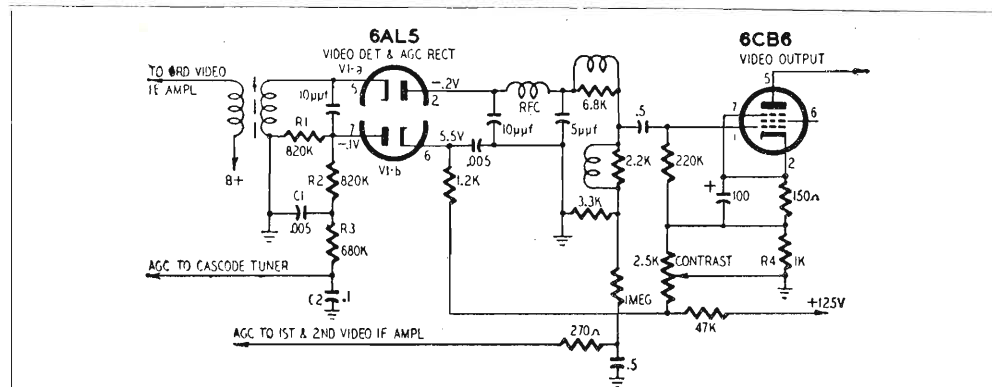 6AL5
VIDEO DET & AGC RECT
6CB6
VIDEO OUTPUT
TO 3RD VIDEO
IF AMPL
V1-a
5
-.2V
2
10µµf
RFC
6.8K
10µµf
5µµf
.5
5
7
6
1
2
R1
820K
7
-.1V
5.5V
6
.005
V1-b
1.2K
2.2K
220K
+
100
150Ω
B+
R2
820K
C1
.005
R3
680K
3.3K
2.5K
CONTRAST
R4
1K
AGC TO CASCODE TUNER
C2
.1
1MEG
+125V
47K
AGC TO 1ST & 2ND VIDEO IF AMPL
270Ω
.5